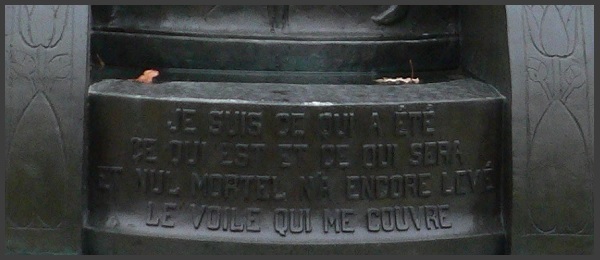 JE SUIS CE QUI A ÉTÉ
CE QUI EST ET CE QUI SERA
ET NUL MORTEL N'A ENCORE LEVÉ
LE VOILE QUI ME COUVRE